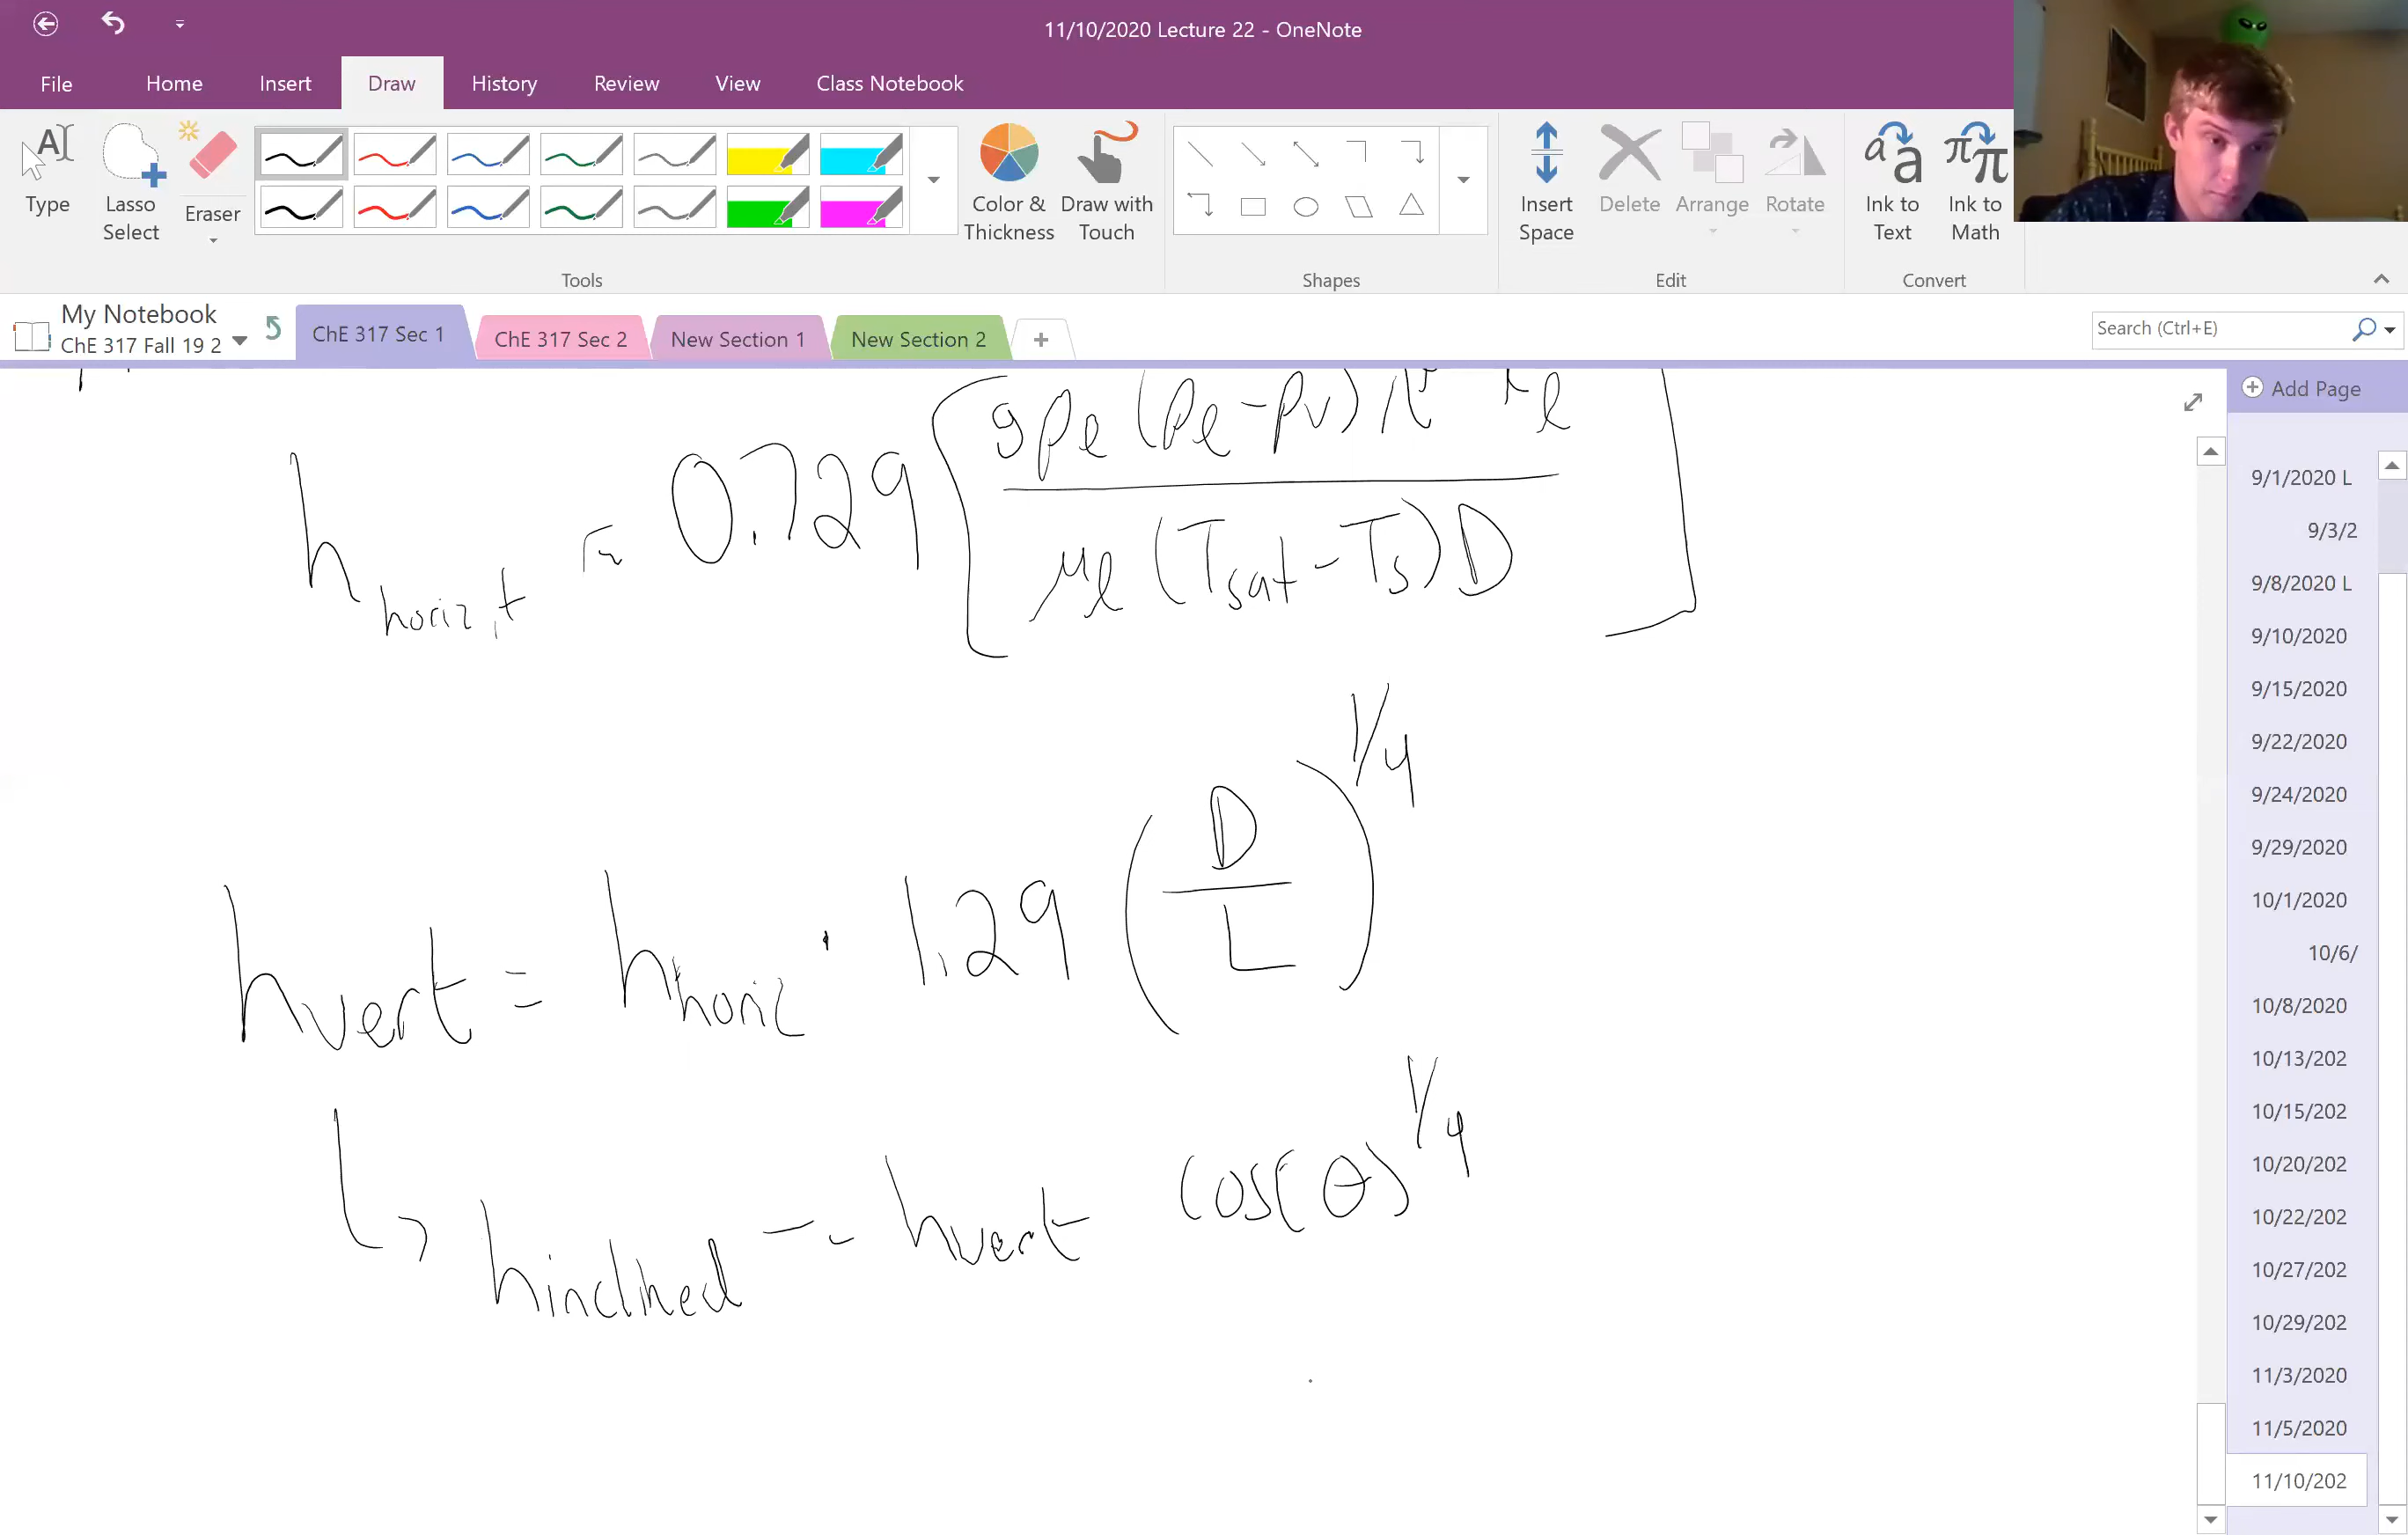 11/10/2020 Lecture 22 - OneNote
File Home Insert Draw History Review View Class Notebook
Type
Lasso Select
Eraser
Color & Thickness
Draw with Touch
Insert Space
Delete
Arrange
Rotate
Ink to Text
Ink to Math
Tools Shapes Edit Convert
My Notebook
ChE 317 Fall 19 2
ChE 317 Sec 1 ChE 317 Sec 2 New Section 1 New Section 2 +
Search (Ctrl+E)
Add Page
9/1/2020 L
9/3/2
9/8/2020 L
9/10/2020
9/15/2020
9/22/2020
9/24/2020
9/29/2020
10/1/2020
10/6/
10/8/2020
10/13/202
10/15/202
10/20/202
10/22/202
10/27/202
10/29/202
11/3/2020
11/5/2020
11/10/202
gρℓ(ρℓ-ρv)
h horiz,t = 0.729
μℓ(Tsat - Ts)D
hvert = hhoriz · 1.29 (D/L)^1/4
↳ hinclined = hvert cos(θ)^1/4